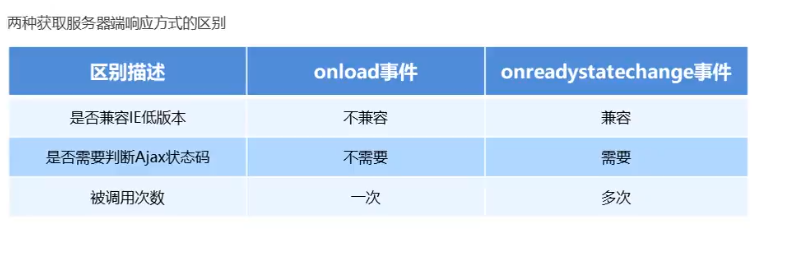 两种获取服务器端响应方式的区别
区别描述 onload事件 onreadystatechange事件
是否兼容IE低版本 不兼容 兼容
是否需要判断Ajax状态码 不需要 需要
被调用次数 一次 多次